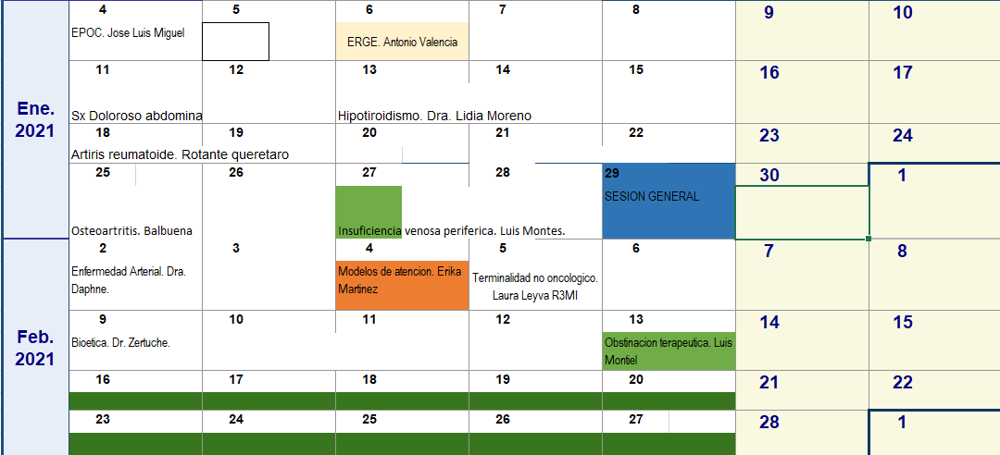 4 5 6 7 8 9 10
EPOC. Jose Luis Miguel
ERGE. Antonio Valencia
11 12 13 14 15 16 17
Ene.
2021
Sx Doloroso abdomina
Hipotiroidismo. Dra. Lidia Moreno
18 19 20 21 22 23 24
Artiris reumatoide. Rotante queretaro
25 26 27 28 29 30 1
SESION GENERAL
Osteoartritis. Balbuena
Insuficiencia venosa periferica. Luis Montes.
2 3 4 5 6 7 8
Enfermedad Arterial. Dra.
Daphne.
Modelos de atencion. Erika
Martinez
Terminalidad no oncologico.
Laura Leyva R3MI
9 10 11 12 13 14 15
Feb.
2021
Bioetica. Dr. Zertuche.
Obstinacion terapeutica. Luis
Montiel
16 17 18 19 20 21 22
23 24 25 26 27 28 1